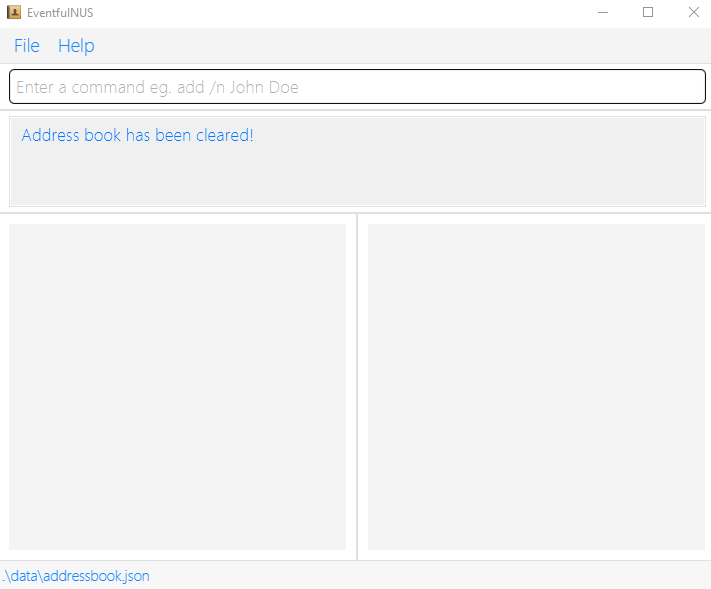 EventfulNUS
File Help
Enter a command eg. add /n John Doe
Address book has been cleared!
.\data\addressbook.json